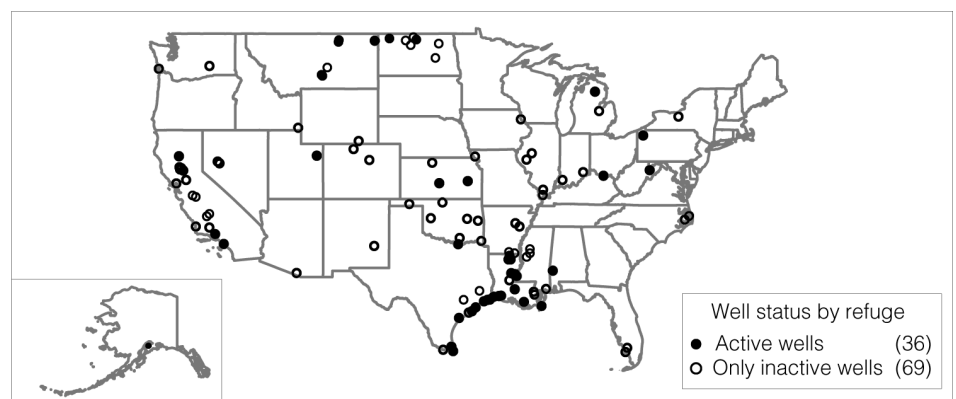 Well status by refuge
Active wells (36)
Only inactive wells (69)